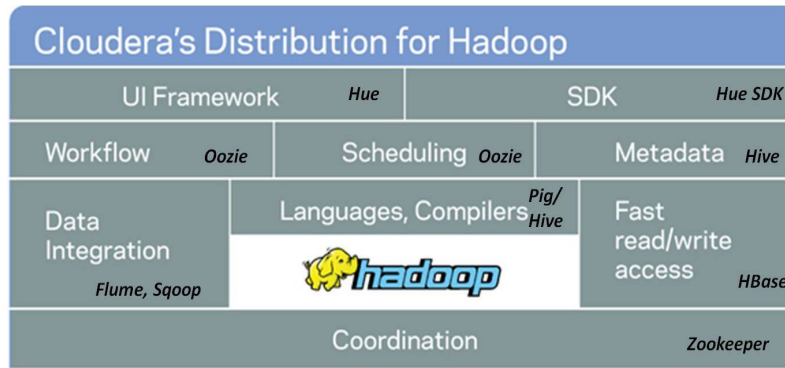 Cloudera's Distribution for Hadoop
UI Framework Hue
SDK Hue SDK
Workflow Oozie
Scheduling Oozie
Metadata Hive
Data
Integration
Flume, Sqoop
Languages, Compilers Pig/
Hive
hadoop
Fast
read/write
access
HBase
Coordination Zookeeper